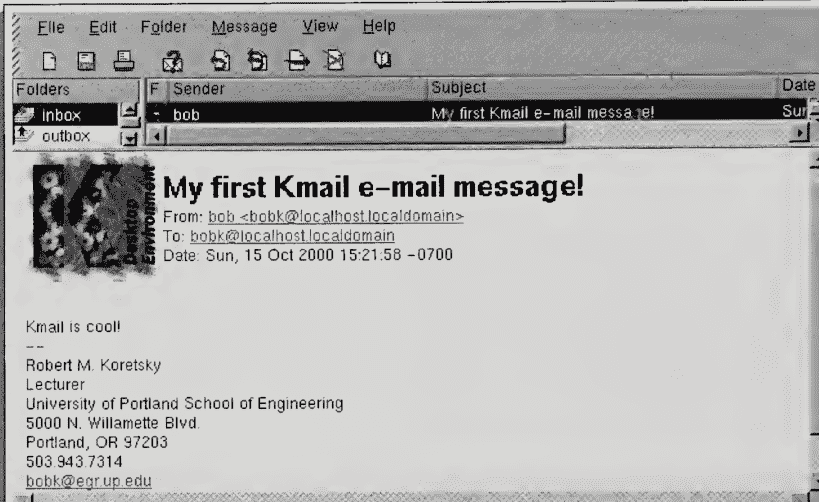 File Edit Folder Message View Help
Folders F Sender Subject Date
inbox bob My first Kmail e-mail message! Sun
outbox
Desktop
Environment
My first Kmail e-mail message!
From: bob <bobk@localhost.localdomain>
To: bobk@localhost.localdomain
Date: Sun, 15 Oct 2000 15:21:58 -0700
Kmail is cool!
--
Robert M. Koretsky
Lecturer
University of Portland School of Engineering
5000 N. Willamette Blvd.
Portland, OR 97203
503.943.7314
bobk@egr.up.edu